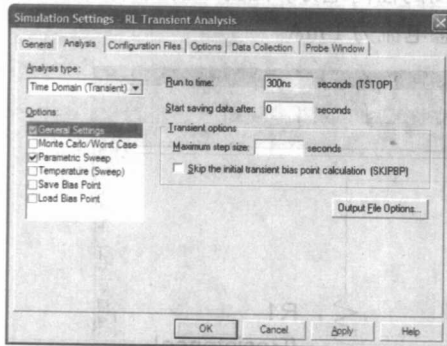 Simulation Settings - RL Transient Analysis
General Analysis Configuration Files Options Data Collection Probe Window
Analysis type:
Time Domain (Transient)
Options:
General Settings
Monte Carlo/Worst Case
Parametric Sweep
Temperature (Sweep)
Save Bias Point
Load Bias Point
Run to time: 300ns seconds (TSTOP)
Start saving data after: 0 seconds
Transient options
Maximum step size: seconds
Skip the initial transient bias point calculation (SKIPBP)
Output File Options...
OK Cancel Apply Help